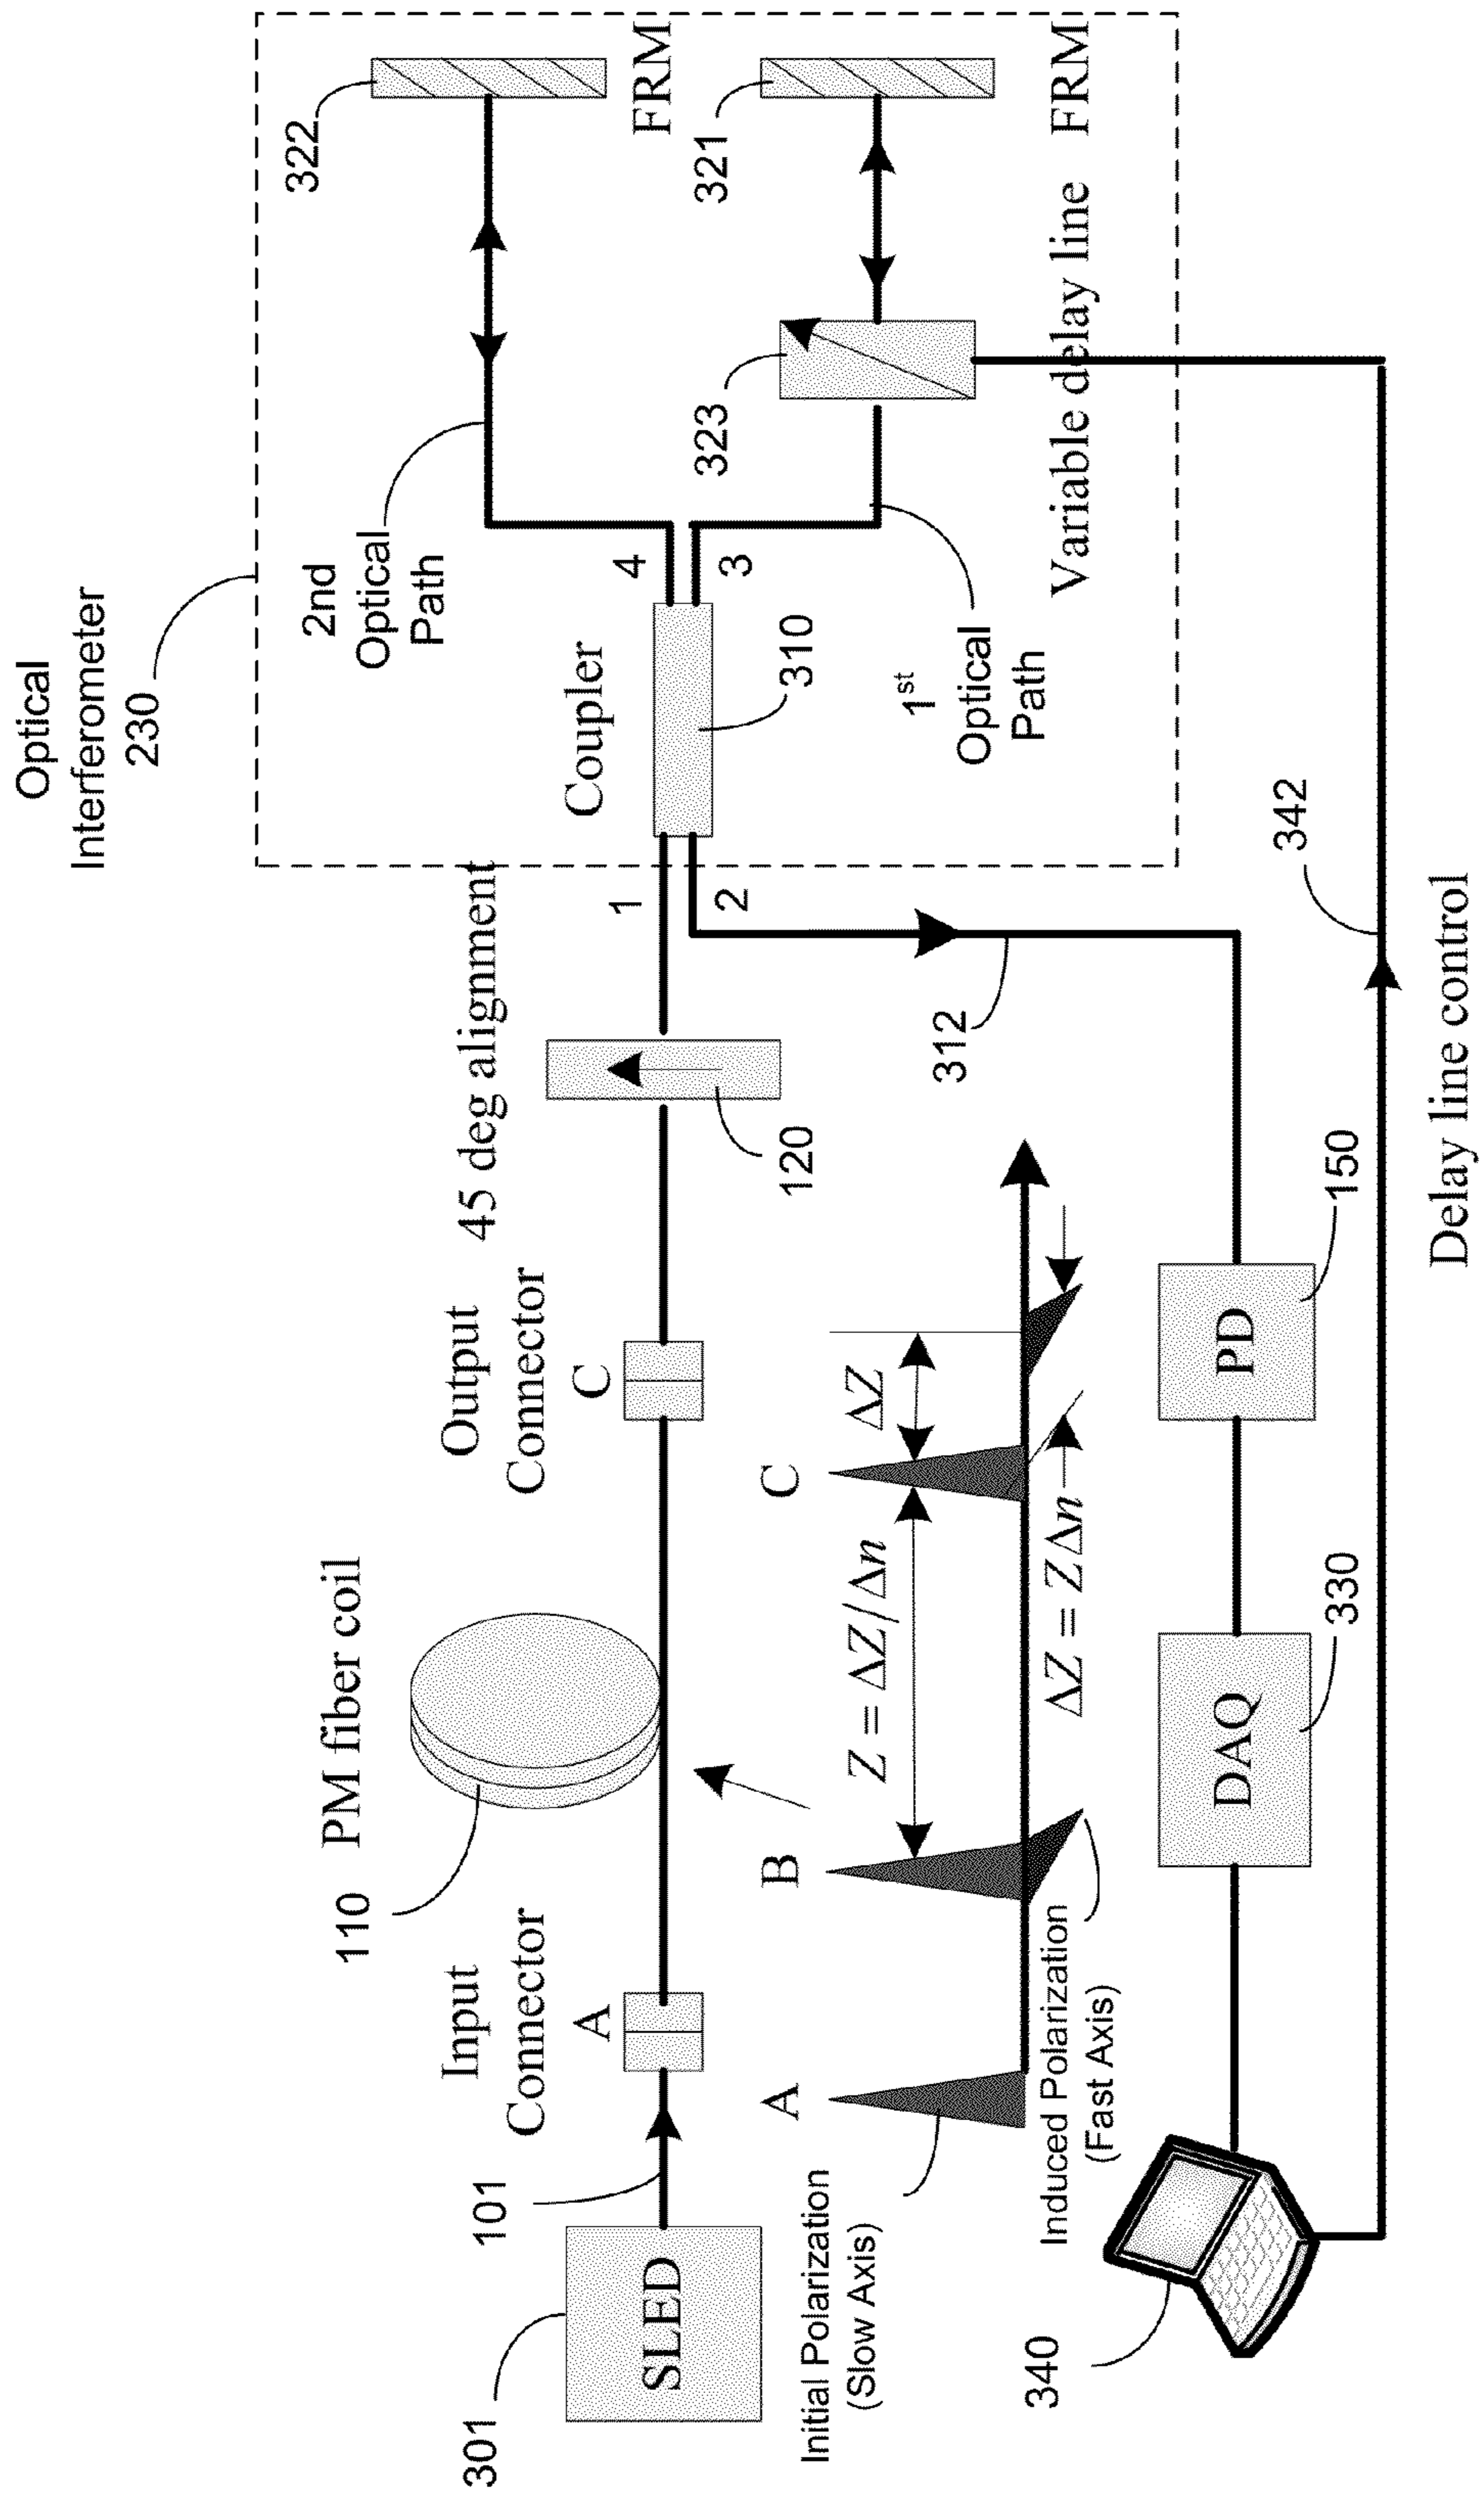 Optical
Interferometer
230
322
FRM
2nd
Optical
Path
321
FRM
323
Variable delay line
4
3
Coupler
310
1st
Optical
Path
1
2
45 deg alignment
120
312
342
Delay line control
PM fiber coil
110
Input
Connector
A
Output
Connector
C
101
SLED
301
A
B
C
Z = ΔZ/Δn
ΔZ
ΔZ = ZΔn
Initial Polarization
(Slow Axis)
Induced Polarization
(Fast Axis)
PD
150
DAQ
330
340